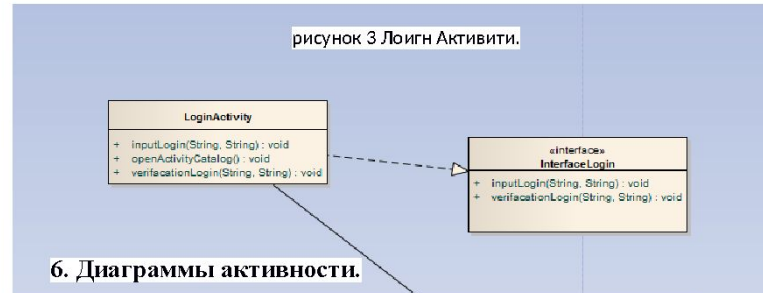 рисунок 3 Лоигн Активити.
LoginActivity
+ inputLogin(String, String) : void
+ openActivityCatalog() : void
+ verifacationLogin(String, String) : void
«interface»
InterfaceLogin
+ inputLogin(String, String) : void
+ verifacationLogin(String, String) : void
6. Диаграммы активности.